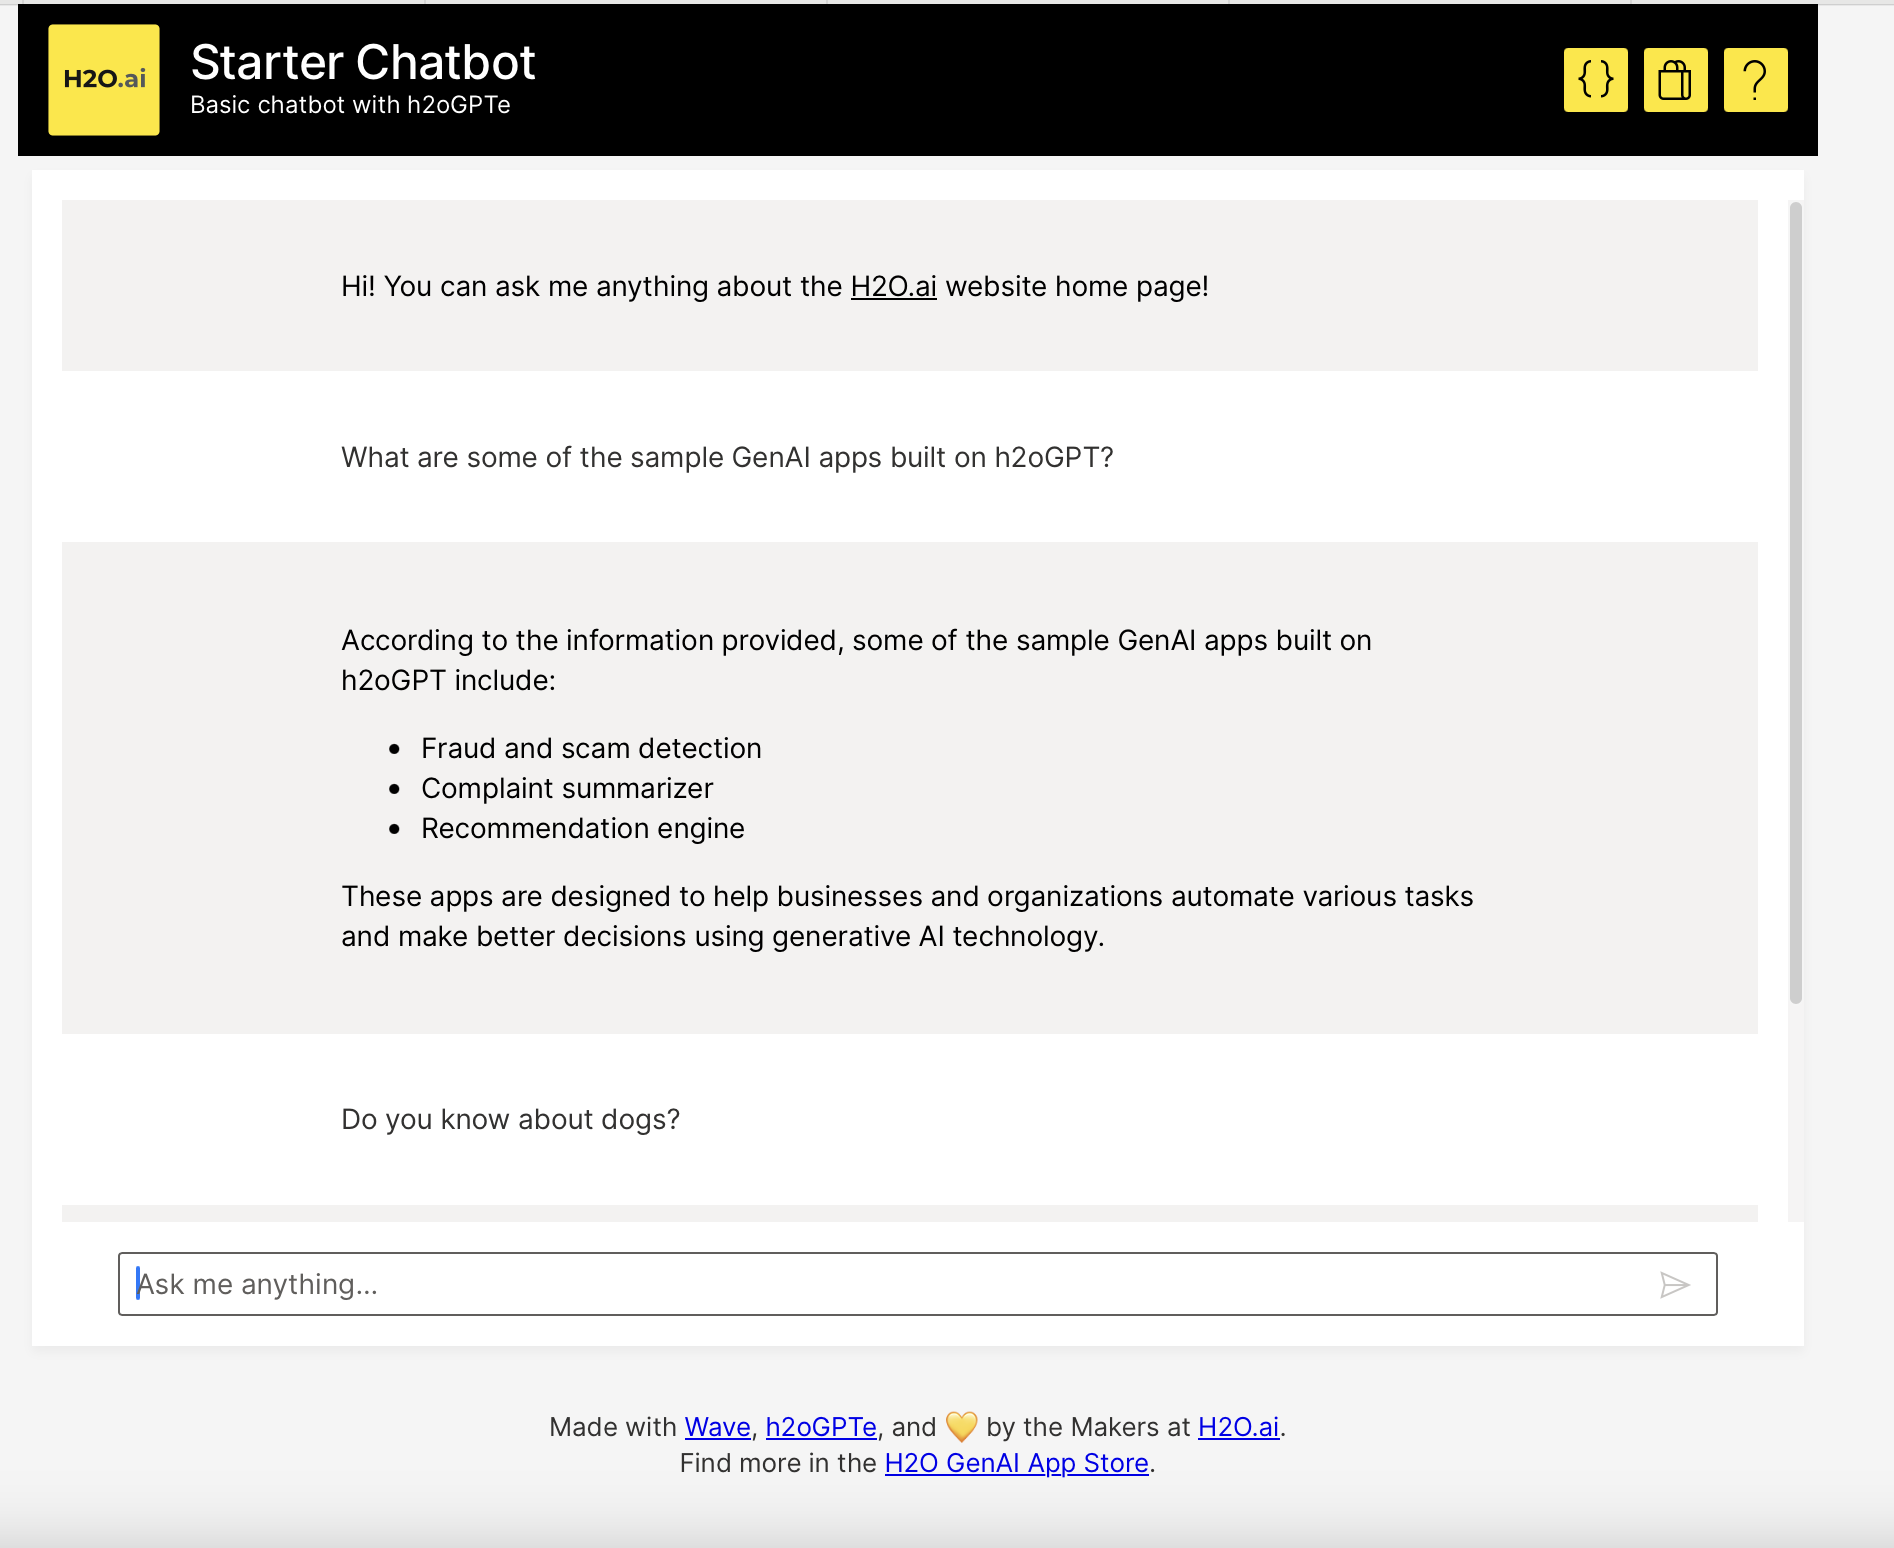 H2O.ai
Starter Chatbot
Basic chatbot with h2oGPTe
{ }
?
Hi! You can ask me anything about the H2O.ai website home page!
What are some of the sample GenAI apps built on h2oGPT?
According to the information provided, some of the sample GenAI apps built on
h2oGPT include:
• Fraud and scam detection
• Complaint summarizer
• Recommendation engine
These apps are designed to help businesses and organizations automate various tasks
and make better decisions using generative AI technology.
Do you know about dogs?
Ask me anything...
Made with Wave, h2oGPTe, and 💛 by the Makers at H2O.ai.
Find more in the H2O GenAI App Store.